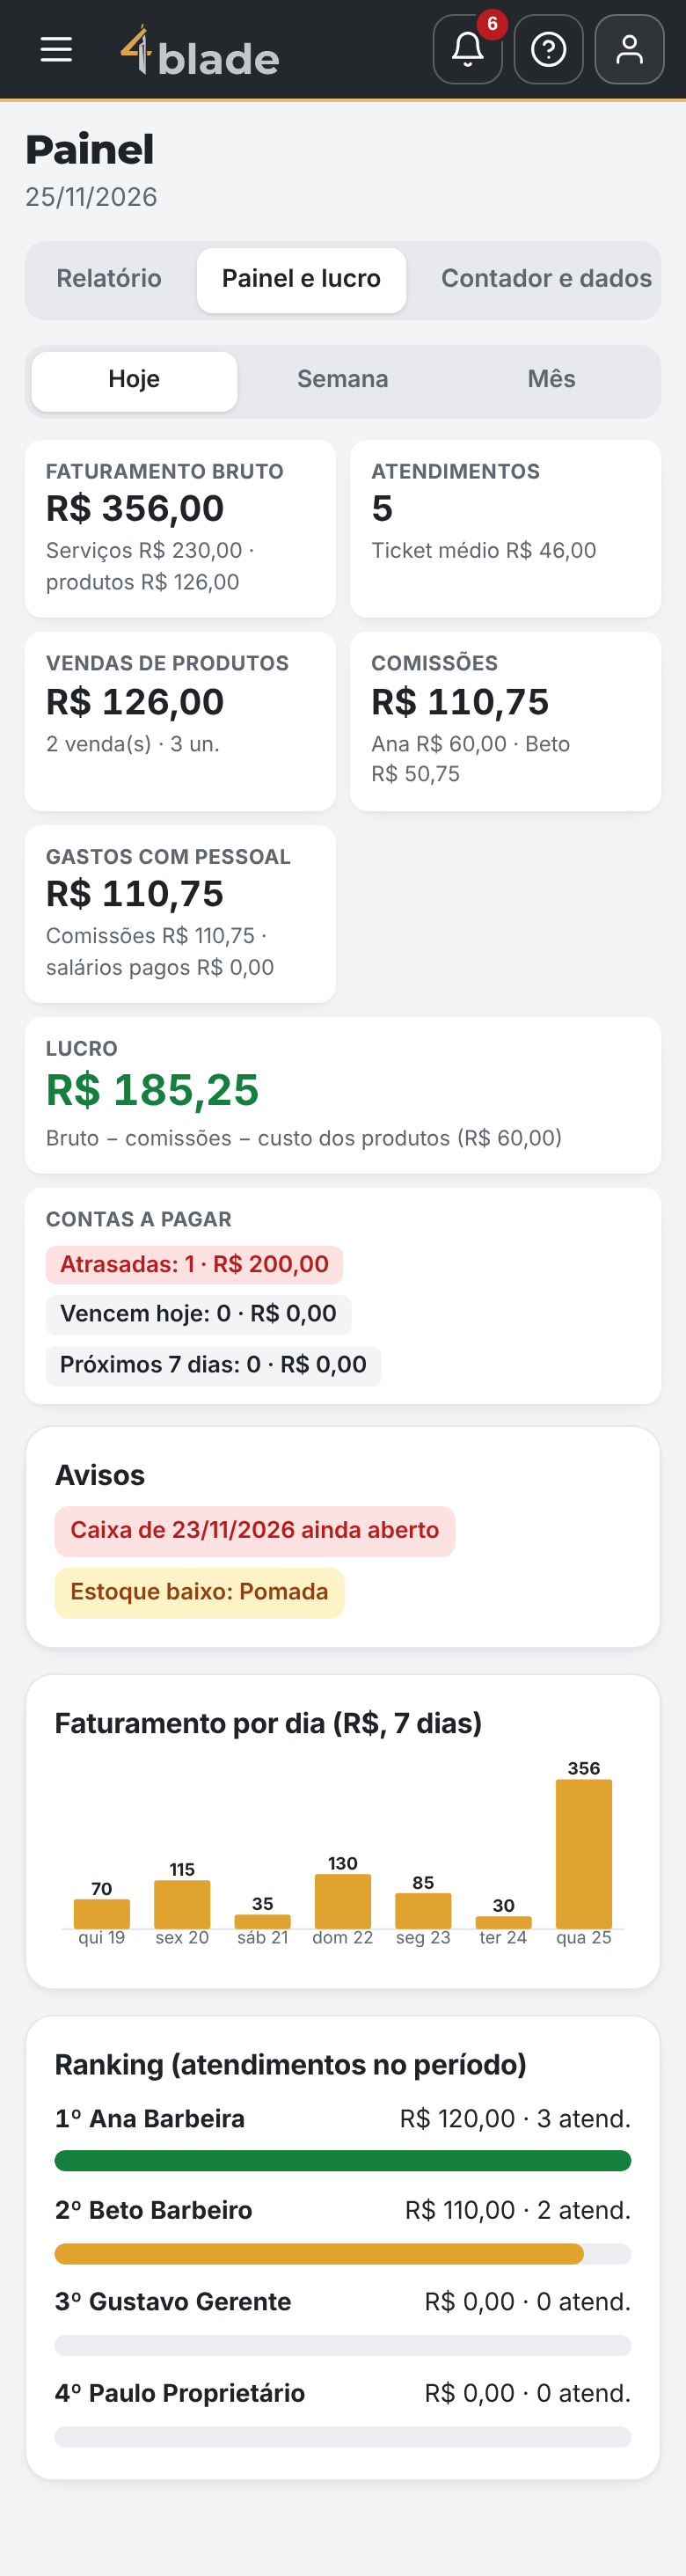 4blade
6
Painel
25/11/2026
Relatório
Painel e lucro
Contador e dados
Hoje
Semana
Mês
FATURAMENTO BRUTO
R$ 356,00
Serviços R$ 230,00 ·
produtos R$ 126,00
ATENDIMENTOS
5
Ticket médio R$ 46,00
VENDAS DE PRODUTOS
R$ 126,00
2 venda(s) · 3 un.
COMISSÕES
R$ 110,75
Ana R$ 60,00 · Beto
R$ 50,75
GASTOS COM PESSOAL
R$ 110,75
Comissões R$ 110,75 ·
salários pagos R$ 0,00
LUCRO
R$ 185,25
Bruto − comissões − custo dos produtos (R$ 60,00)
CONTAS A PAGAR
Atrasadas: 1 · R$ 200,00
Vencem hoje: 0 · R$ 0,00
Próximos 7 dias: 0 · R$ 0,00
Avisos
Caixa de 23/11/2026 ainda aberto
Estoque baixo: Pomada
Faturamento por dia (R$, 7 dias)
70 115 35 130 85 30 356
qui 19 sex 20 sáb 21 dom 22 seg 23 ter 24 qua 25
Ranking (atendimentos no período)
1º Ana Barbeira R$ 120,00 · 3 atend.
2º Beto Barbeiro R$ 110,00 · 2 atend.
3º Gustavo Gerente R$ 0,00 · 0 atend.
4º Paulo Proprietário R$ 0,00 · 0 atend.